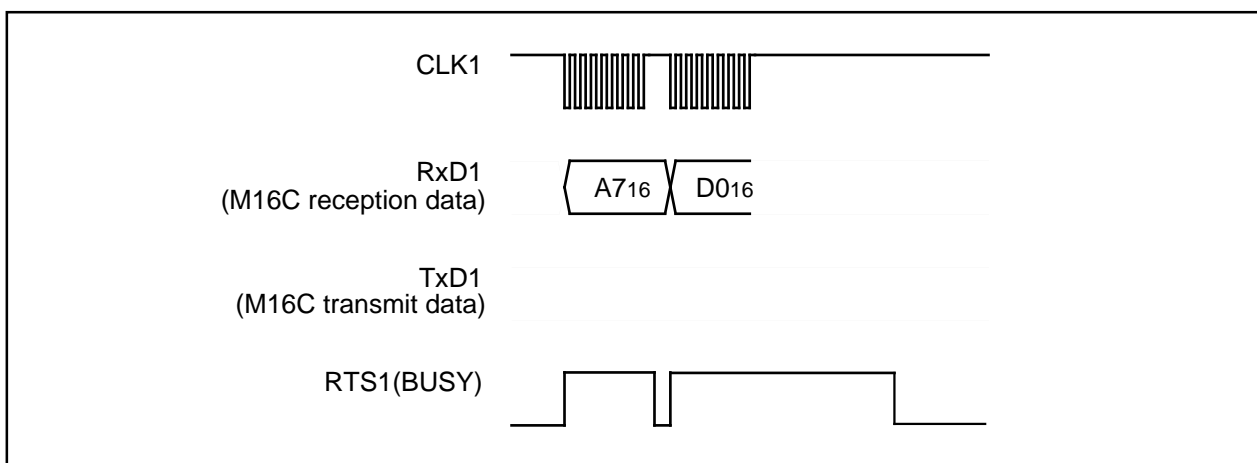 CLK1
RxD1
(M16C reception data)
A716
D016
TxD1
(M16C transmit data)
RTS1(BUSY)